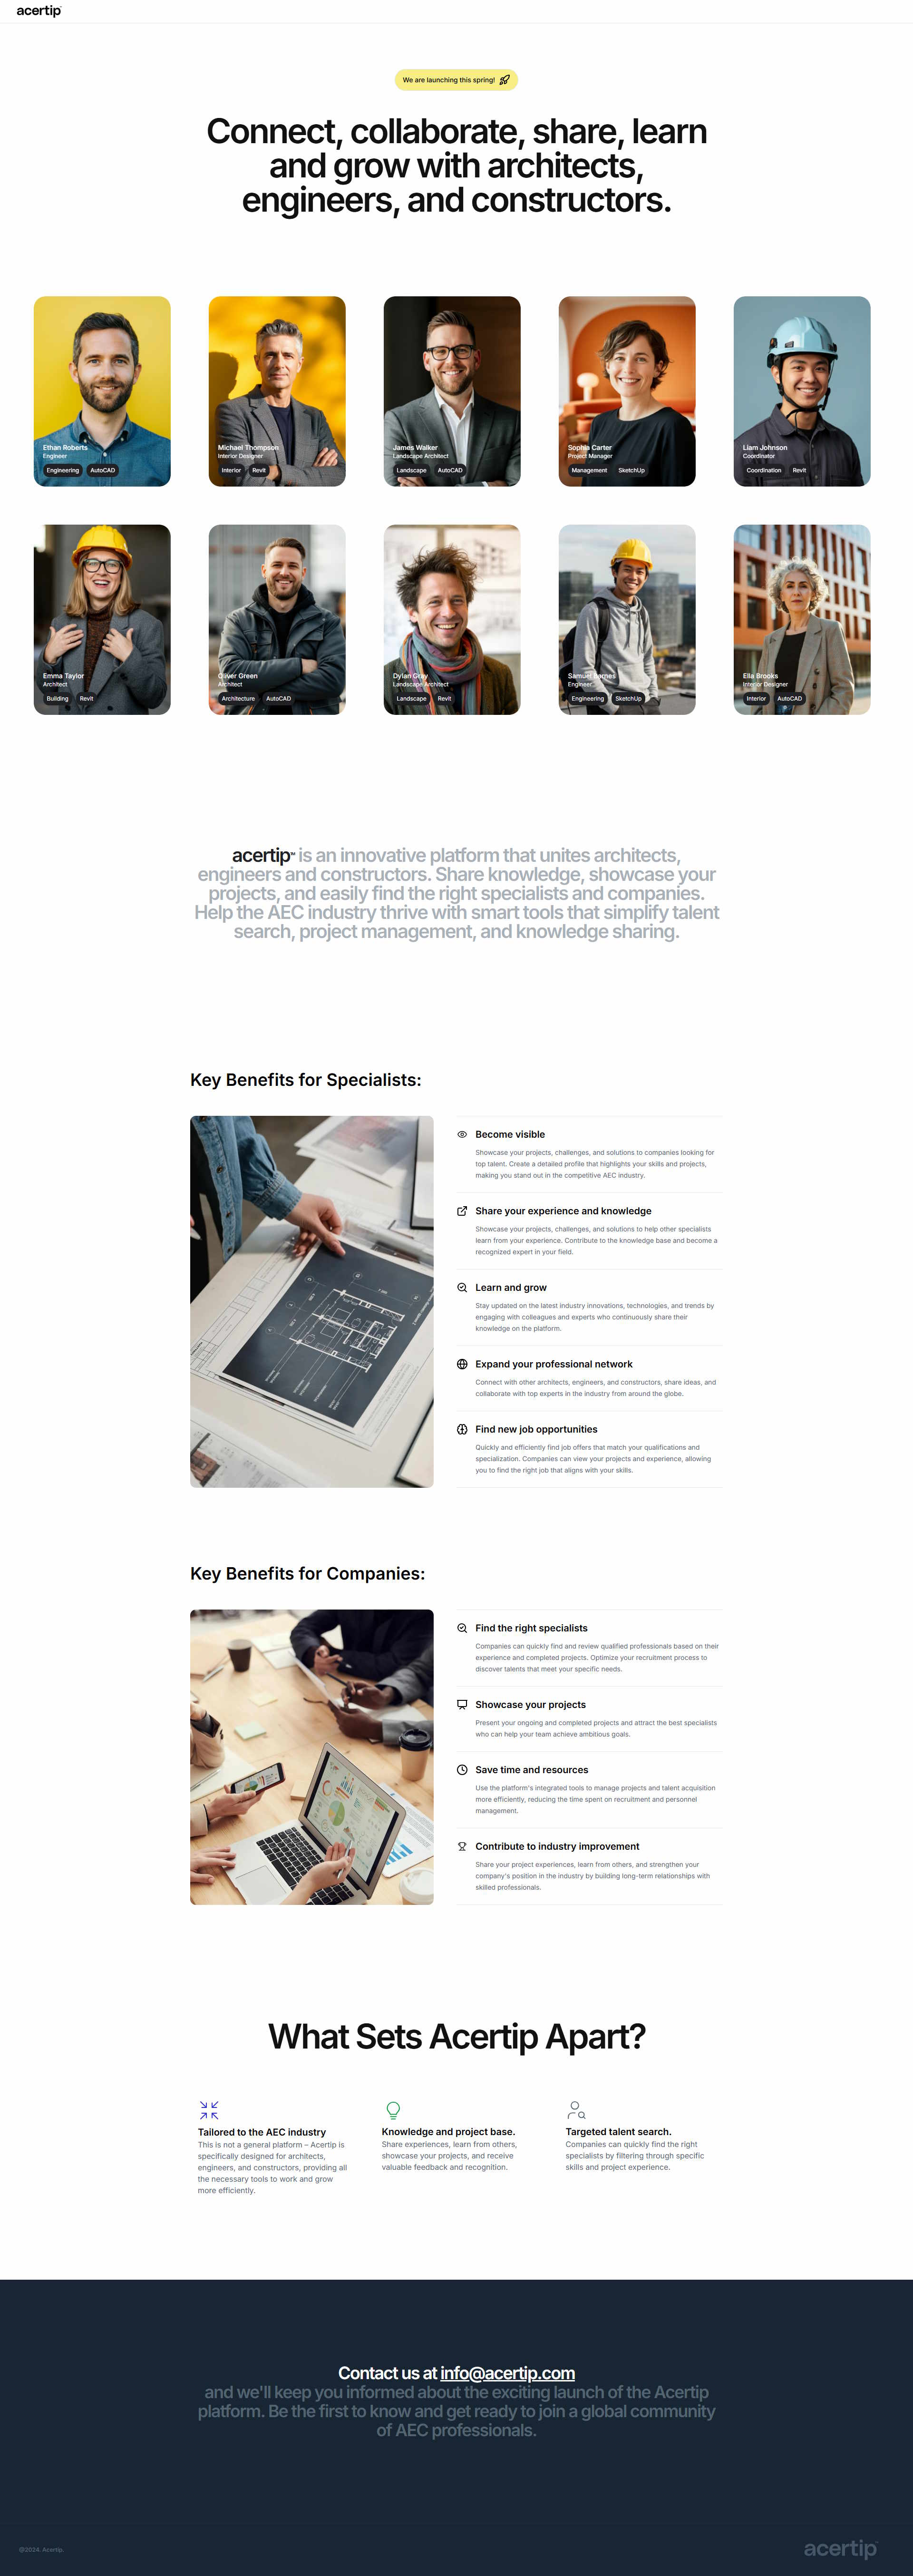 acertip
We are launching this spring!
Connect, collaborate, share, learn
and grow with architects,
engineers, and constructors.
Ethan Roberts
Engineer
Engineering AutoCAD
Michael Thompson
Interior Designer
Interior Revit
James Walker
Landscape Architect
Landscape AutoCAD
Sophia Carter
Project Manager
Management SketchUp
Liam Johnson
Coordinator
Coordination Revit
Emma Taylor
Architect
Building Revit
Oliver Green
Architect
Architecture AutoCAD
Dylan Gray
Landscape Architect
Landscape Revit
Samuel Barnes
Engineer
Engineering SketchUp
Ella Brooks
Interior Designer
Interior AutoCAD
acertip™ is an innovative platform that unites architects,
engineers and constructors. Share knowledge, showcase your
projects, and easily find the right specialists and companies.
Help the AEC industry thrive with smart tools that simplify talent
search, project management, and knowledge sharing.
Key Benefits for Specialists:
Become visible
Showcase your projects, challenges, and solutions to companies looking for
top talent. Create a detailed profile that highlights your skills and projects,
making you stand out in the competitive AEC industry.
Share your experience and knowledge
Showcase your projects, challenges, and solutions to help other specialists
learn from your experience. Contribute to the knowledge base and become a
recognized expert in your field.
Learn and grow
Stay updated on the latest industry innovations, technologies, and trends by
engaging with colleagues and experts who continuously share their
knowledge on the platform.
Expand your professional network
Connect with other architects, engineers, and constructors, share ideas, and
collaborate with top experts in the industry from around the globe.
Find new job opportunities
Quickly and efficiently find job offers that match your qualifications and
specialization. Companies can view your projects and experience, allowing
you to find the right job that aligns with your skills.
Key Benefits for Companies:
Find the right specialists
Companies can quickly find and review qualified professionals based on their
experience and completed projects. Optimize your recruitment process to
discover talents that meet your specific needs.
Showcase your projects
Present your ongoing and completed projects and attract the best specialists
who can help your team achieve ambitious goals.
Save time and resources
Use the platform's integrated tools to manage projects and talent acquisition
more efficiently, reducing the time spent on recruitment and personnel
management.
Contribute to industry improvement
Share your project experiences, learn from others, and strengthen your
company's position in the industry by building long-term relationships with
skilled professionals.
What Sets Acertip Apart?
Tailored to the AEC industry
This is not a general platform – Acertip is
specifically designed for architects,
engineers, and constructors, providing all
the necessary tools to work and grow
more efficiently.
Knowledge and project base.
Share experiences, learn from others,
showcase your projects, and receive
valuable feedback and recognition.
Targeted talent search.
Companies can quickly find the right
specialists by filtering through specific
skills and project experience.
Contact us at info@acertip.com
and we'll keep you informed about the exciting launch of the Acertip
platform. Be the first to know and get ready to join a global community
of AEC professionals.
©2024. Acertip.
acertip